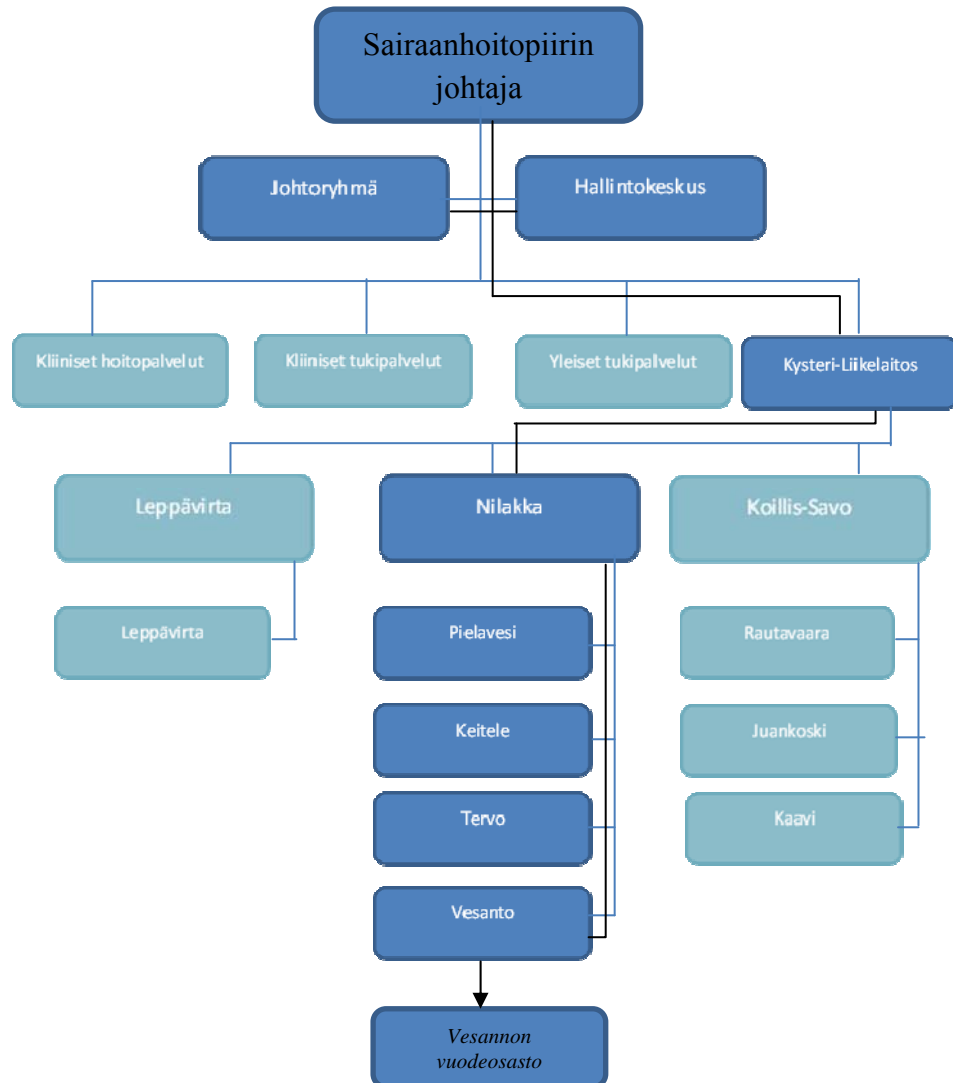 Sairaanhoitopiirin
johtaja
Johtoryhmä
Hallintokeskus
Kliiniset hoitopalvelut
Kliiniset tukipalvelut
Yleiset tukipalvelut
Kysteri-Liikelaitos
Leppävirta
Nilakka
Koillis-Savo
Leppävirta
Pielavesi
Rautavaara
Keitele
Juankoski
Tervo
Kaavi
Vesanto
Vesannon
vuodeosasto